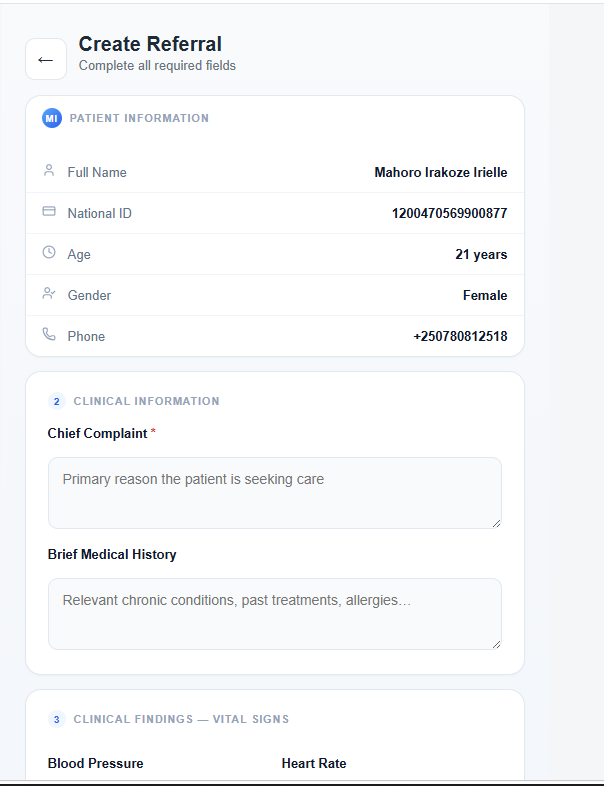 ←
Create Referral
Complete all required fields
MI PATIENT INFORMATION
Full Name Mahoro Irakoze Irielle
National ID 1200470569900877
Age 21 years
Gender Female
Phone +250780812518
2 CLINICAL INFORMATION
Chief Complaint *
Primary reason the patient is seeking care
Brief Medical History
Relevant chronic conditions, past treatments, allergies…
3 CLINICAL FINDINGS — VITAL SIGNS
Blood Pressure Heart Rate